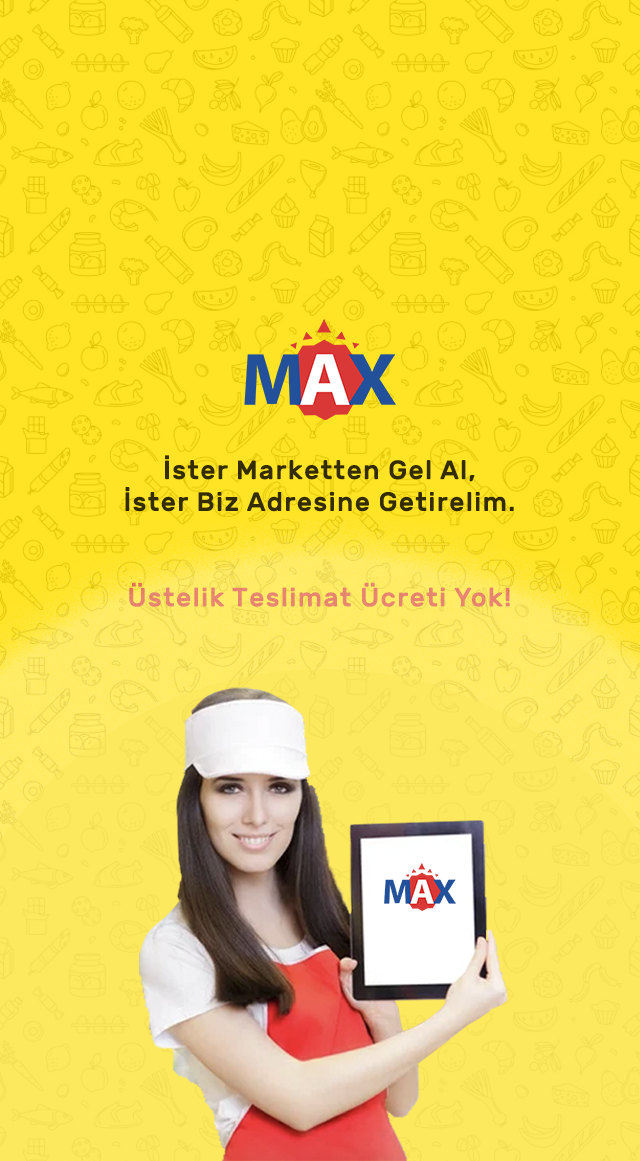 MAX
İster Marketten Gel Al,
İster Biz Adresine Getirelim.
Üstelik Teslimat Ücreti Yok!
MAX